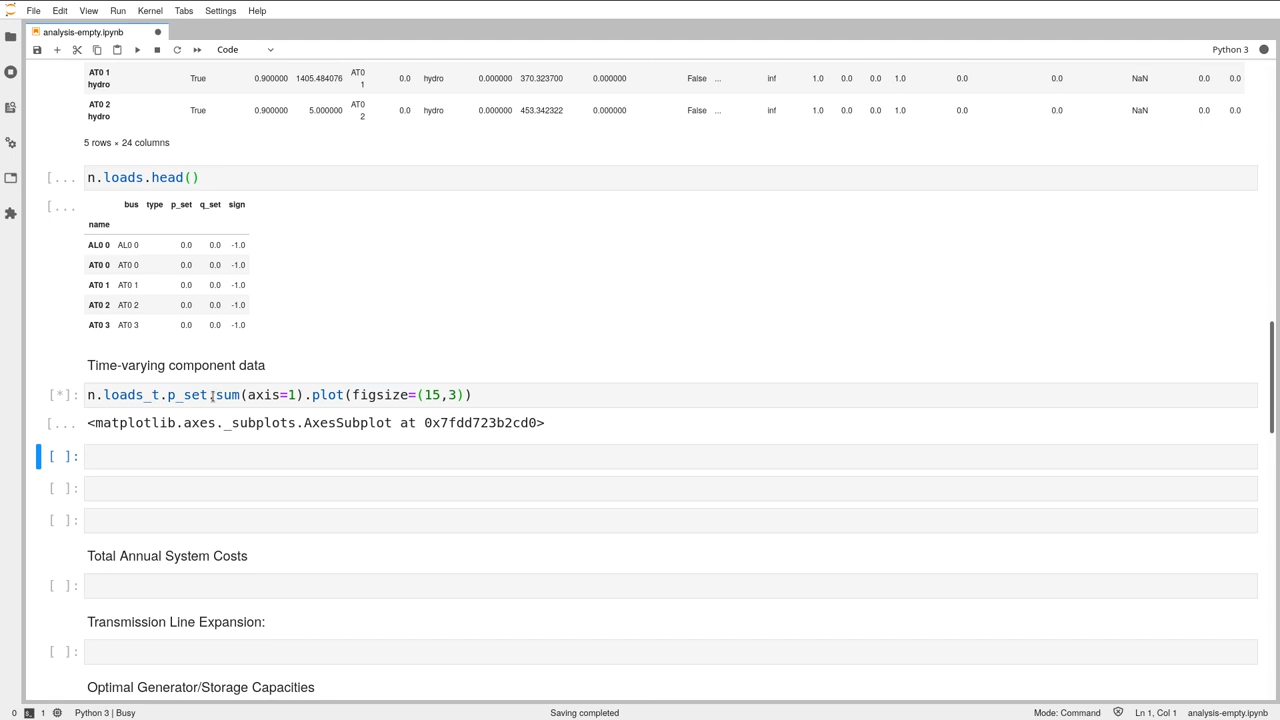 File Edit View Run Kernel Tabs Settings Help
analysis-empty.ipynb
Code Python 3
AT0 1 hydro True 0.900000 1405.484076 AT0 1 0.0 hydro 0.000000 370.323700 0.000000 False ... inf 1.0 0.0 0.0 1.0 0.0 0.0 NaN 0.0 0.0
AT0 2 hydro True 0.900000 5.000000 AT0 2 0.0 hydro 0.000000 453.342322 0.000000 False ... inf 1.0 0.0 0.0 1.0 0.0 0.0 NaN 0.0 0.0
5 rows × 24 columns
[... n.loads.head()
[... bus type p_set q_set sign
name
AL0 0 AL0 0 0.0 0.0 -1.0
AT0 0 AT0 0 0.0 0.0 -1.0
AT0 1 AT0 1 0.0 0.0 -1.0
AT0 2 AT0 2 0.0 0.0 -1.0
AT0 3 AT0 3 0.0 0.0 -1.0
Time-varying component data
[*]: n.loads_t.p_set.sum(axis=1).plot(figsize=(15,3))
[... <matplotlib.axes._subplots.AxesSubplot at 0x7fdd723b2cd0>
[ ]:
[ ]:
[ ]:
Total Annual System Costs
[ ]:
Transmission Line Expansion:
[ ]:
Optimal Generator/Storage Capacities
0 1 Python 3 | Busy Saving completed Mode: Command Ln 1, Col 1 analysis-empty.ipynb